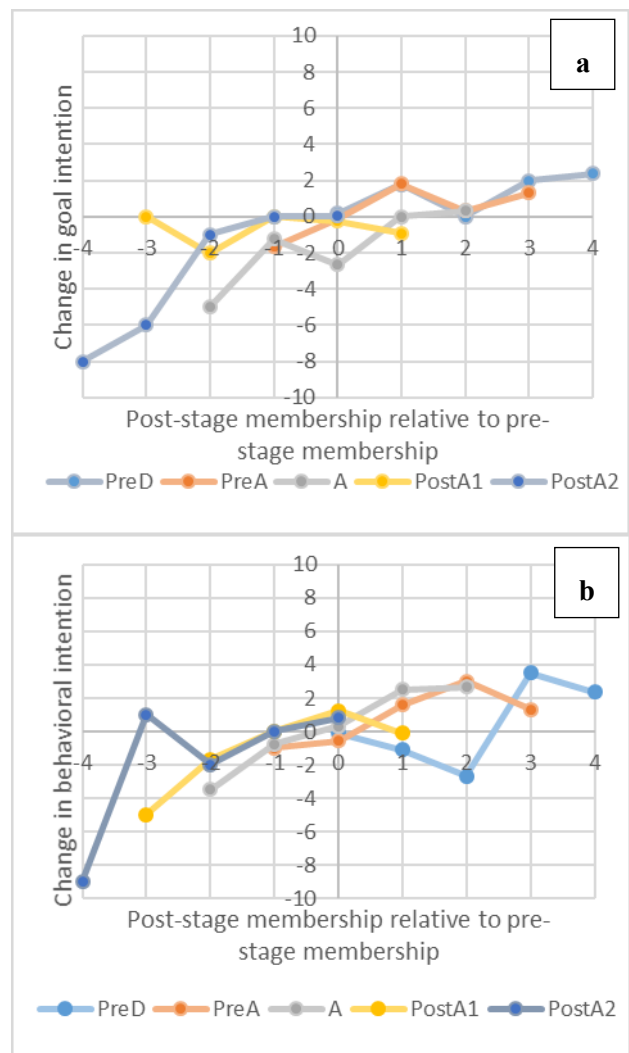 a
10
8
6
4
2
0
-4 -3 -2 -1 0 1 2 3 4
-2
-4
-6
-8
-10
Change in goal intention
Post-stage membership relative to pre-
stage membership
PreD PreA A PostA1 PostA2
b
10
8
6
4
2
0
-4 -3 -2 -1 0 1 2 3 4
-2
-4
-6
-8
-10
Change in behavioral intention
Post-stage membership relative to pre-
stage membership
PreD PreA A PostA1 PostA2